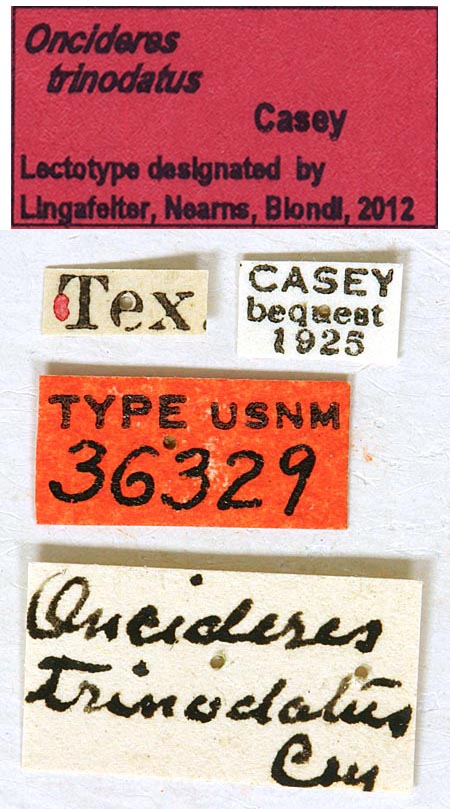 Oncideres
trinodatus
Casey
Lectotype designated by
Lingafelter, Nearns, Biondi, 2012
Tex.
CASEY
bequest
1925
TYPE USNM
36329
Oncideres
trinodatus
Csy